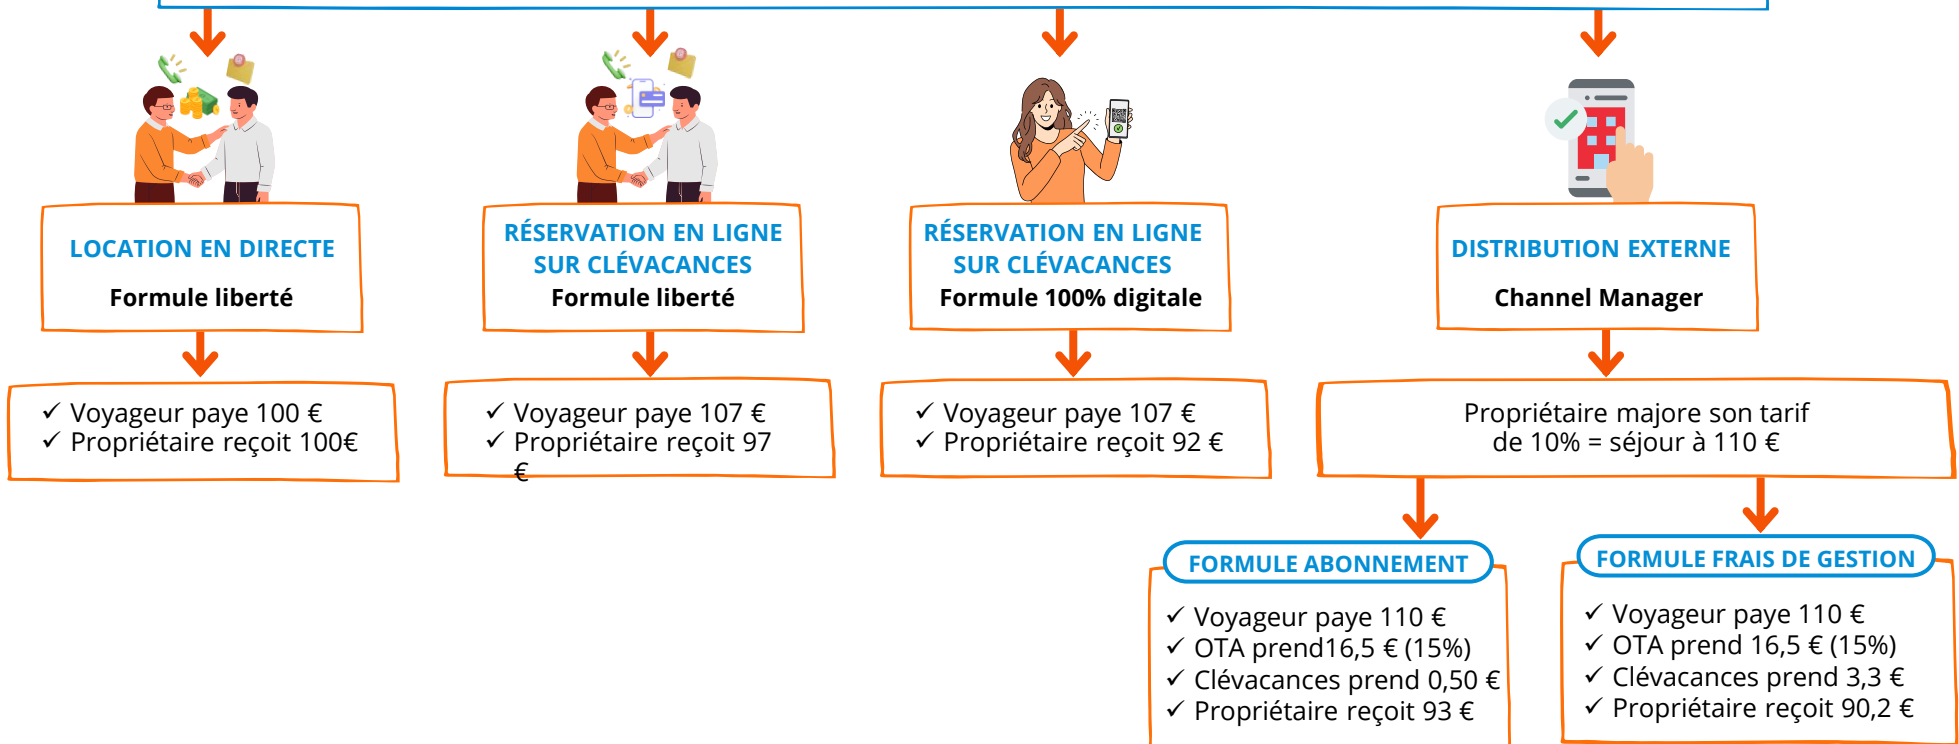 LOCATION EN DIRECTE
Formule liberté
✓ Voyageur paye 100 €
✓ Propriétaire reçoit 100€
RÉSERVATION EN LIGNE
SUR CLÉVACANCES
Formule liberté
✓ Voyageur paye 107 €
✓ Propriétaire reçoit 97
€
RÉSERVATION EN LIGNE
SUR CLÉVACANCES
Formule 100% digitale
✓ Voyageur paye 107 €
✓ Propriétaire reçoit 92 €
DISTRIBUTION EXTERNE
Channel Manager
Propriétaire majore son tarif
de 10% = séjour à 110 €
FORMULE ABONNEMENT
✓ Voyageur paye 110 €
✓ OTA prend16,5 € (15%)
✓ Clévacances prend 0,50 €
✓ Propriétaire reçoit 93 €
FORMULE FRAIS DE GESTION
✓ Voyageur paye 110 €
✓ OTA prend 16,5 € (15%)
✓ Clévacances prend 3,3 €
✓ Propriétaire reçoit 90,2 €